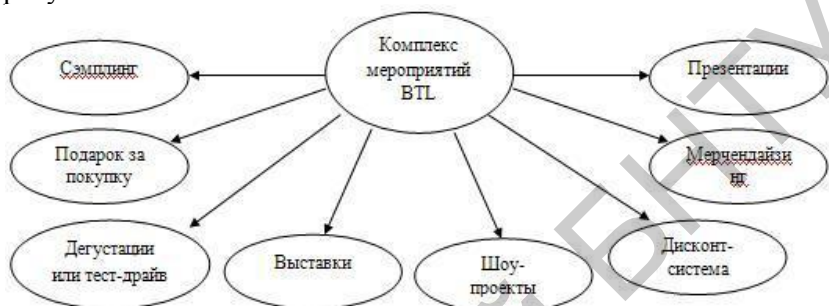 Комплекс
мероприятий
BTL
Сэмплинг
Презентации
Подарок за
покупку
Мерчендайзи
нг
Дегустации
или тест-драйв
Выставки
Шоу-
проекты
Дисконт-
система
БНТУ